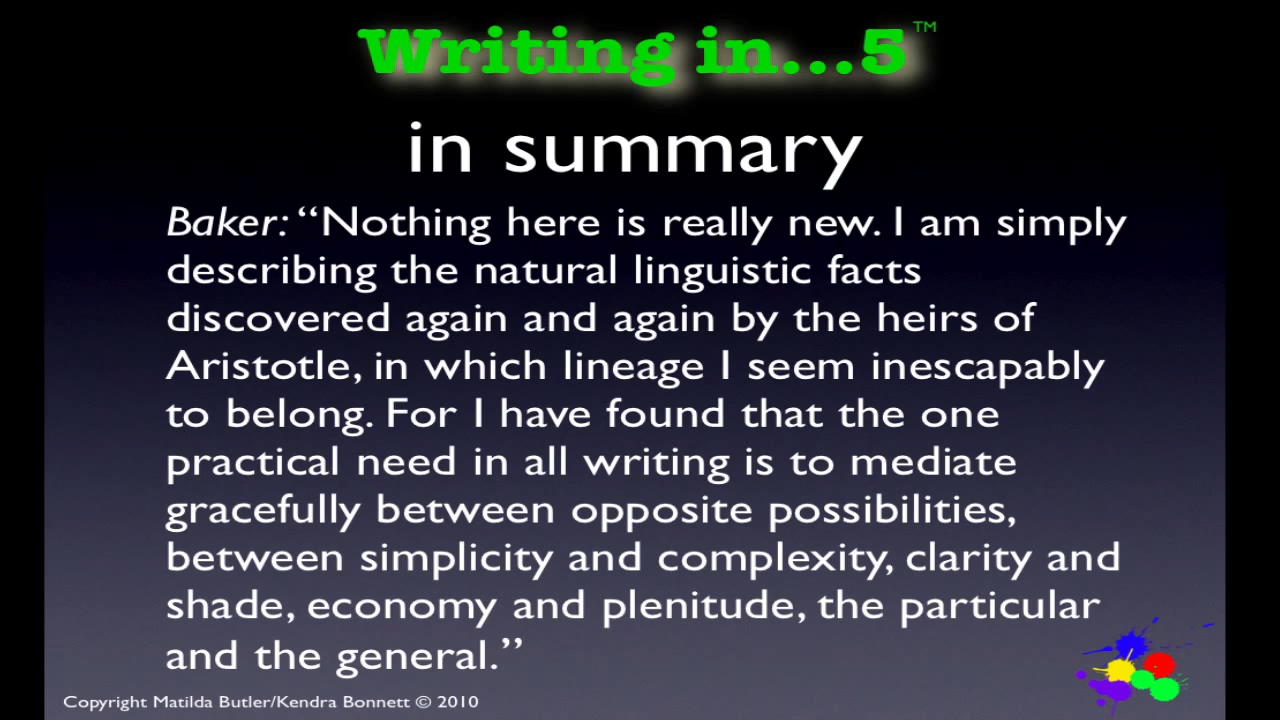 Writing in...5™
in summary
Baker: “Nothing here is really new. I am simply
describing the natural linguistic facts
discovered again and again by the heirs of
Aristotle, in which lineage I seem inescapably
to belong. For I have found that the one
practical need in all writing is to mediate
gracefully between opposite possibilities,
between simplicity and complexity, clarity and
shade, economy and plenitude, the particular
and the general.”
Copyright Matilda Butler/Kendra Bonnett © 2010